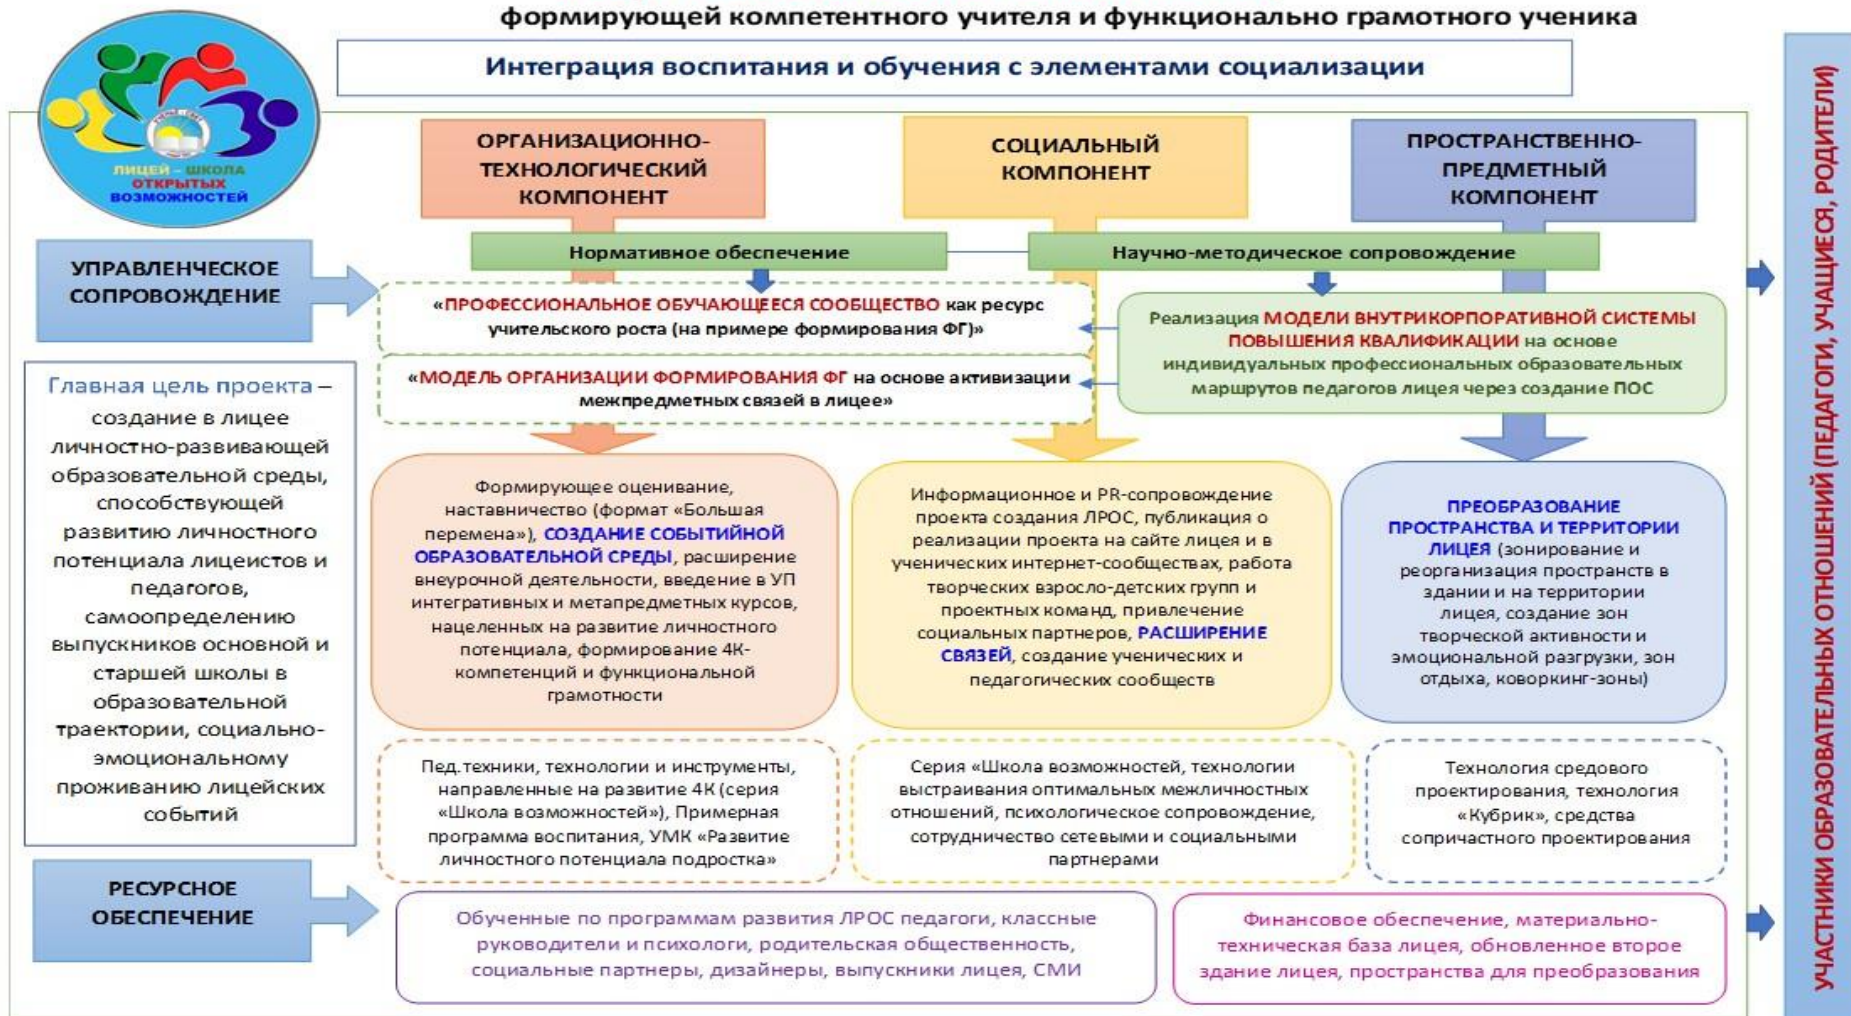 формирующей компетентного учителя и функционально грамотного ученика
Интеграция воспитания и обучения с элементами социализации
ЛИЦЕЙ – ШКОЛА
ОТКРЫТЫХ
ВОЗМОЖНОСТЕЙ
ОРГАНИЗАЦИОННО-
ТЕХНОЛОГИЧЕСКИЙ
КОМПОНЕНТ
СОЦИАЛЬНЫЙ
КОМПОНЕНТ
ПРОСТРАНСТВЕННО-
ПРЕДМЕТНЫЙ
КОМПОНЕНТ
УПРАВЛЕНЧЕСКОЕ
СОПРОВОЖДЕНИЕ
Нормативное обеспечение
Научно-методическое сопровождение
«ПРОФЕССИОНАЛЬНОЕ ОБУЧАЮЩЕЕСЯ СООБЩЕСТВО как ресурс
учительского роста (на примере формирования ФГ)»
«МОДЕЛЬ ОРГАНИЗАЦИИ ФОРМИРОВАНИЯ ФГ на основе активизации
межпредметных связей в лицее»
Реализация МОДЕЛИ ВНУТРИКОРПОРАТИВНОЙ СИСТЕМЫ
ПОВЫШЕНИЯ КВАЛИФИКАЦИИ на основе
индивидуальных профессиональных образовательных
маршрутов педагогов лицея через создание ПОС
Главная цель проекта –
создание в лицее
личностно-развивающей
образовательной среды,
способствующей
развитию личностного
потенциала лицеистов и
педагогов,
самоопределению
выпускников основной и
старшей школы в
образовательной
траектории, социально-
эмоциональному
проживанию лицейских
событий
Формирующее оценивание,
наставничество (формат «Большая
перемена»), СОЗДАНИЕ СОБЫТИЙНОЙ
ОБРАЗОВАТЕЛЬНОЙ СРЕДЫ, расширение
внеурочной деятельности, введение в УП
интегративных и метапредметных курсов,
нацеленных на развитие личностного
потенциала, формирование 4К-
компетенций и функциональной
грамотности
Информационное и PR-сопровождение
проекта создания ЛРОС, публикация о
реализации проекта на сайте лицея и в
ученических интернет-сообществах, работа
творческих взросло-детских групп и
проектных команд, привлечение
социальных партнеров, РАСШИРЕНИЕ
СВЯЗЕЙ, создание ученических и
педагогических сообществ
ПРЕОБРАЗОВАНИЕ
ПРОСТРАНСТВА И ТЕРРИТОРИИ
ЛИЦЕЯ (зонирование и
реорганизация пространств в
здании и на территории
лицея, создание зон
творческой активности и
эмоциональной разгрузки, зон
отдыха, коворкинг-зоны)
Пед.техники, технологии и инструменты,
направленные на развитие 4К (серия
«Школа возможностей»), Примерная
программа воспитания, УМК «Развитие
личностного потенциала подростка»
Серия «Школа возможностей, технологии
выстраивания оптимальных межличностных
отношений, психологическое сопровождение,
сотрудничество сетевыми и социальными
партнерами
Технология средового
проектирования, технология
«Кубрик», средства
сопричастного проектирования
РЕСУРСНОЕ
ОБЕСПЕЧЕНИЕ
Обученные по программам развития ЛРОС педагоги, классные
руководители и психологи, родительская общественность,
социальные партнеры, дизайнеры, выпускники лицея, СМИ
Финансовое обеспечение, материально-
техническая база лицея, обновленное второе
здание лицея, пространства для преобразования
УЧАСТНИКИ ОБРАЗОВАТЕЛЬНЫХ ОТНОШЕНИЙ (ПЕДАГОГИ, УЧАЩИЕСЯ, РОДИТЕЛИ)